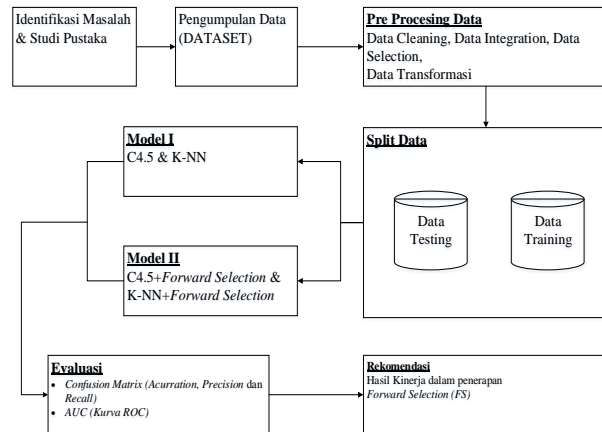 Identifikasi Masalah
& Studi Pustaka
Pengumpulan Data
(DATASET)
Pre Procesing Data
Data Cleaning, Data Integration, Data
Selection,
Data Transformasi
Split Data
Data
Testing
Data
Training
Model I
C4.5 & K-NN
Model II
C4.5+Forward Selection &
K-NN+Forward Selection
Evaluasi
• Confusion Matrix (Acurration, Precision dan
Recall)
• AUC (Kurva ROC)
Rekomendasi
Hasil Kinerja dalam penerapan
Forward Selection (FS)